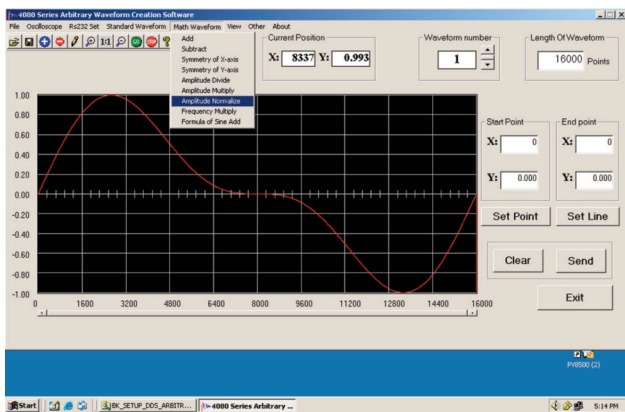 4080 Series Arbitrary Waveform Creation Software
File Oscilloscope Rs232 Set Standard Waveform Math Waveform View Other About
1:1 GO STOP ?
Add
Subtract
Symmetry of X-axis
Symmetry of Y-axis
Amplitude Divide
Amplitude Multiply
Amplitude Normalize
Frequency Multiply
Formula of Sine Add
Current Position
X: 8337 Y: 0.993
Waveform number
1
Length Of Waveform
16000 Points
1.00
0.80
0.60
0.40
0.20
0.00
-0.20
-0.40
-0.60
-0.80
-1.00
0 1600 3200 4800 6400 8000 9600 11200 12800 14400 16000
Start Point
X: 0
Y: 0.000
End point
X: 0
Y: 0.000
Set Point Set Line
Clear Send
Exit
PV8500 (2)
Start BK_SETUP_DDS_ARBITR... 4080 Series Arbitrary ... 5:14 PM